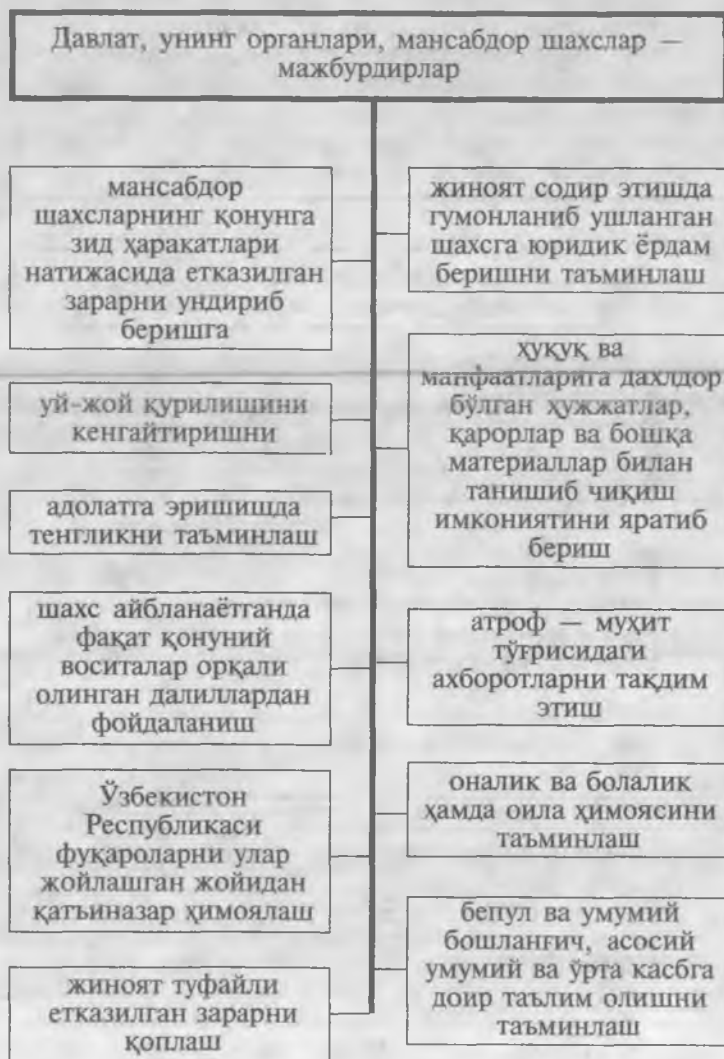 Давлат, унинг органлари, мансабдор шахслар —
мажбурдирлар
мансабдор
шахсларнинг қонунга
зид ҳаракатлари
натижасида етказилган
зарарни ундириб
беришга
уй-жой қурилишини
кенгайтиришни
адолатга эришишда
тенгликни таъминлаш
шахс айбланаётганда
фақат қонуний
воситалар орқали
олинган далиллардан
фойдаланиш
Ўзбекистон
Республикаси
фуқароларни улар
жойлашган жойидан
қатъиназар ҳимоялаш
жиноят туфайли
етказилган зарарни
қоплаш
жиноят содир этишда
гумонланиб ушланган
шахсга юридик ёрдам
беришни таъминлаш
ҳуқуқ ва
манфаатларига дахлдор
бўлган ҳужжатлар,
қарорлар ва бошқа
материаллар билан
танишиб чиқиш
имкониятини яратиб
бериш
атроф — муҳит
тўғрисидаги
ахборотларни тақдим
этиш
оналик ва болалик
ҳамда оила ҳимоясини
таъминлаш
бепул ва умумий
бошланғич, асосий
умумий ва ўрта касбга
доир таълим олишни
таъминлаш